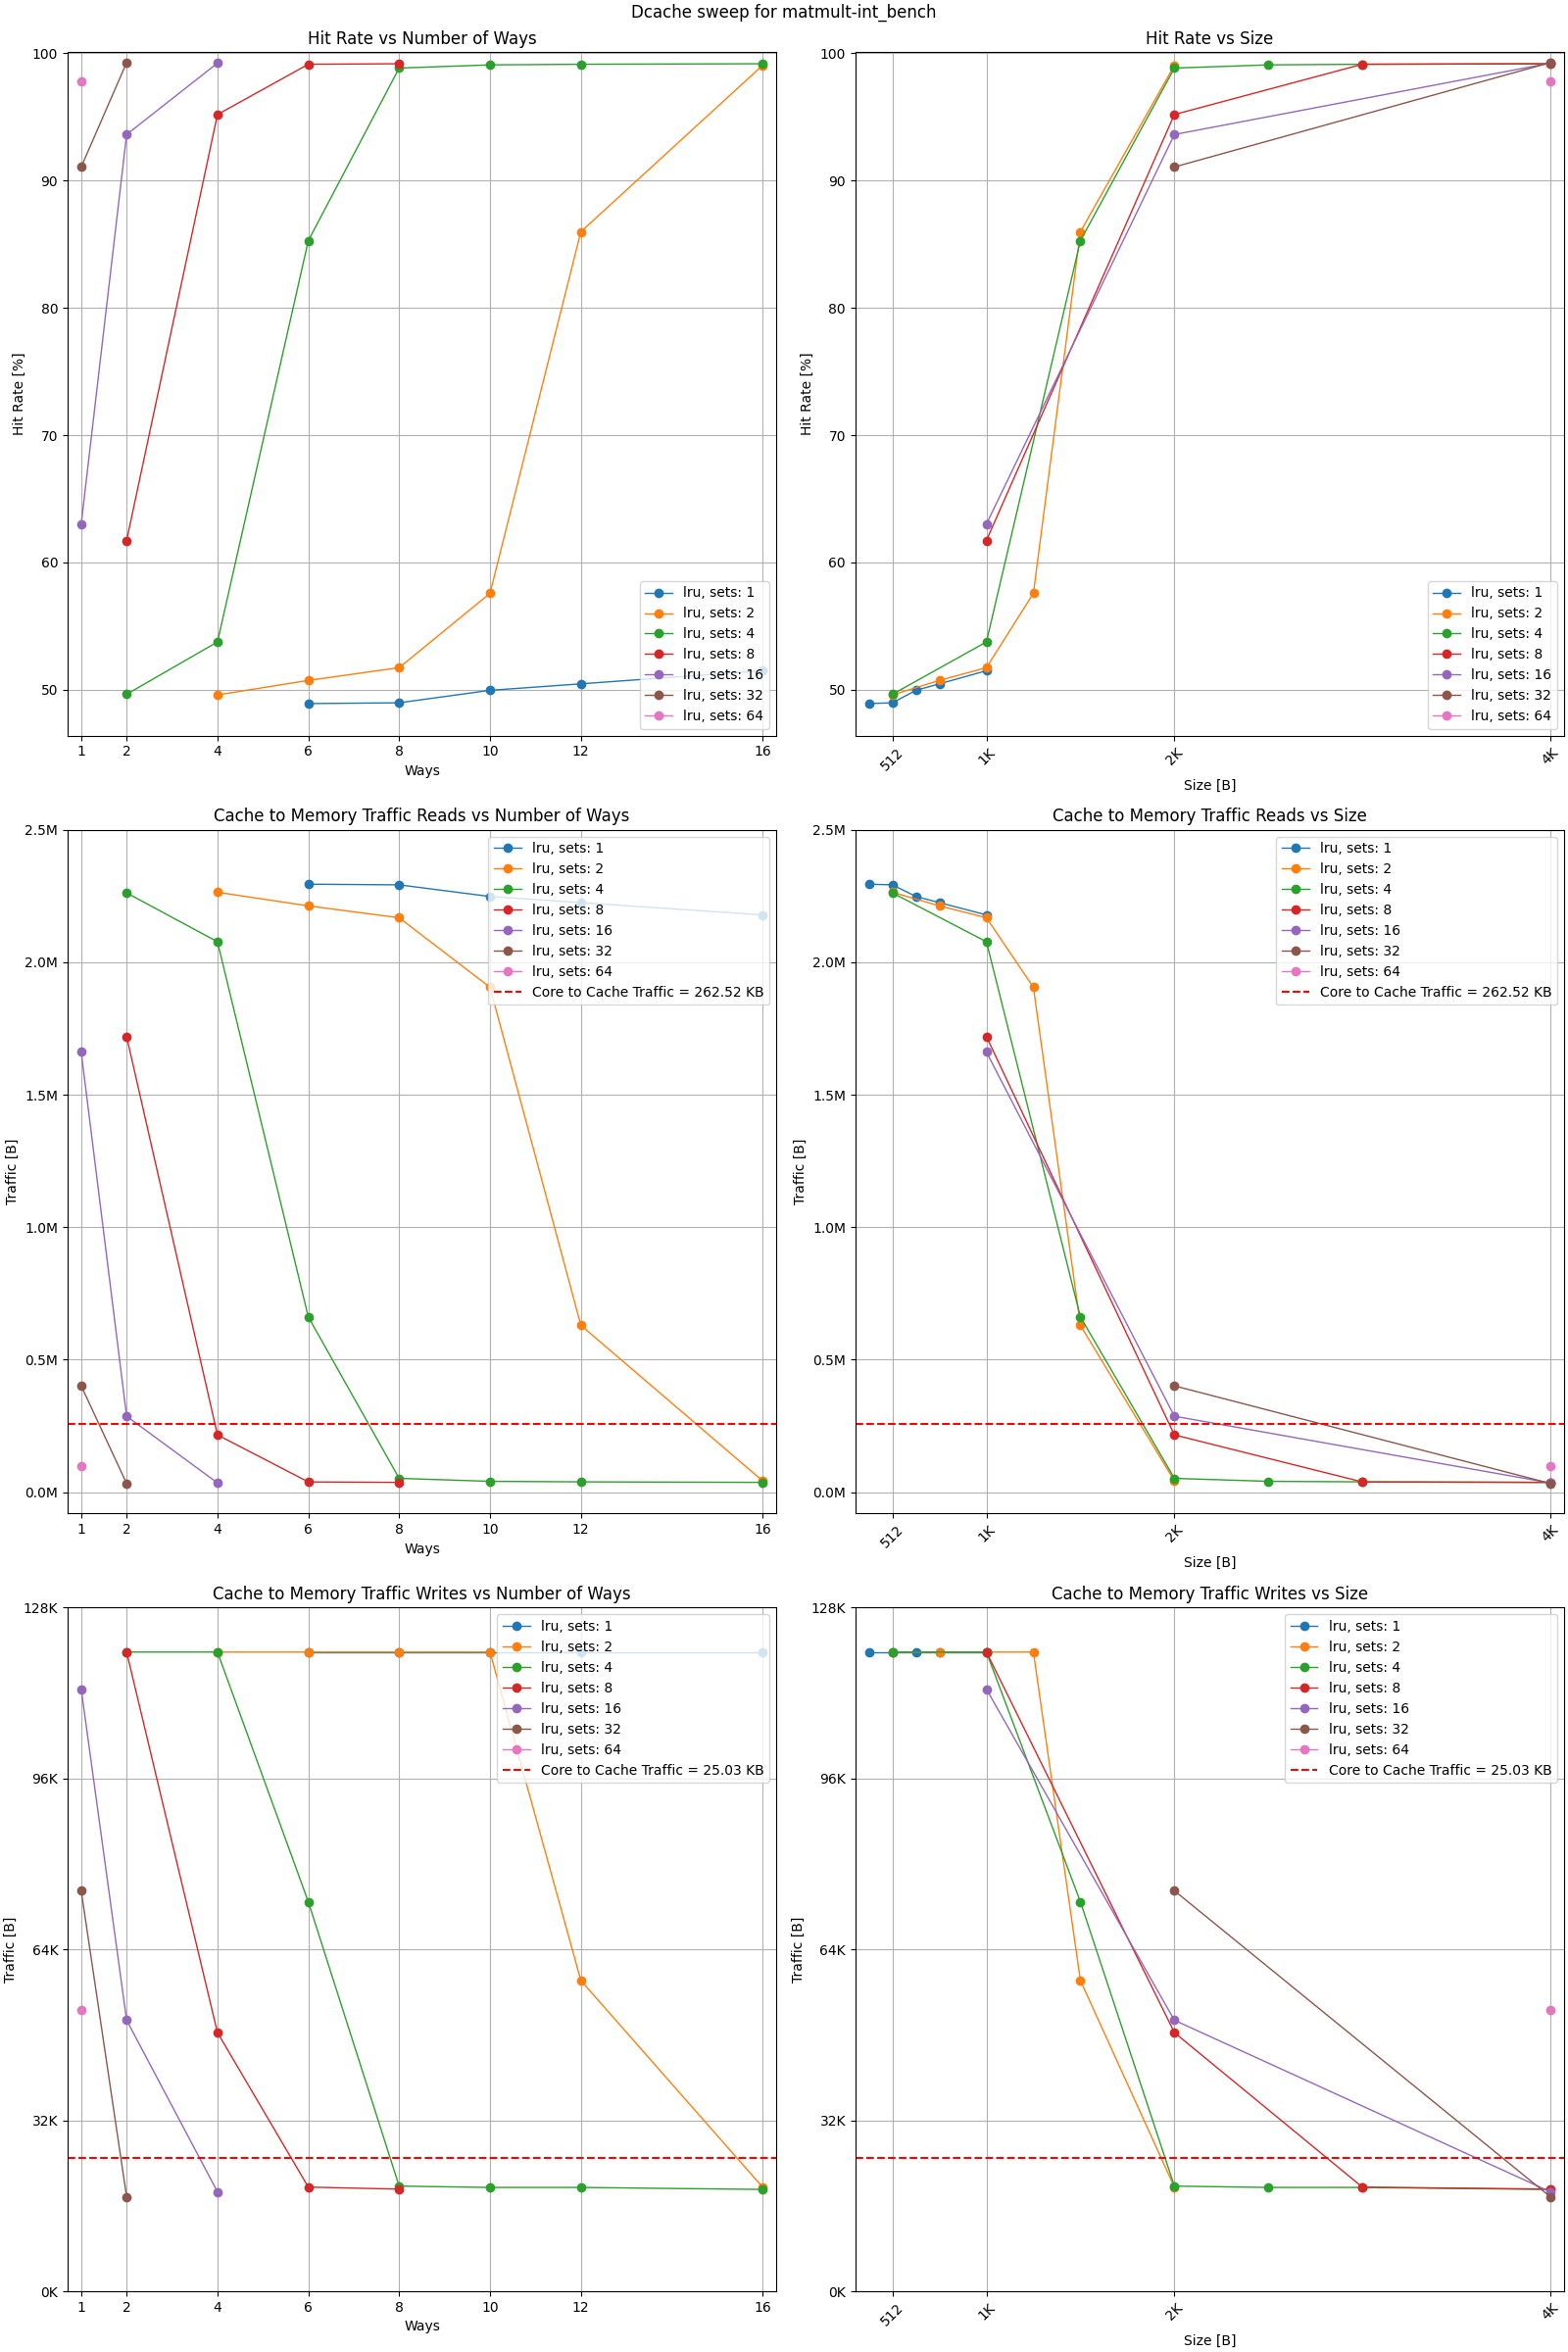 Dcache sweep for matmult-int_bench
Hit Rate vs Number of Ways
Hit Rate [%]
100
90
80
70
60
50
lru, sets: 1
lru, sets: 2
lru, sets: 4
lru, sets: 8
lru, sets: 16
lru, sets: 32
lru, sets: 64
1 2 4 6 8 10 12 16
Ways
Hit Rate vs Size
Hit Rate [%]
100
90
80
70
60
50
lru, sets: 1
lru, sets: 2
lru, sets: 4
lru, sets: 8
lru, sets: 16
lru, sets: 32
lru, sets: 64
512 1K 2K 4K
Size [B]
Cache to Memory Traffic Reads vs Number of Ways
Traffic [B]
2.5M
2.0M
1.5M
1.0M
0.5M
0.0M
lru, sets: 1
lru, sets: 2
lru, sets: 4
lru, sets: 8
lru, sets: 16
lru, sets: 32
lru, sets: 64
Core to Cache Traffic = 262.52 KB
1 2 4 6 8 10 12 16
Ways
Cache to Memory Traffic Reads vs Size
Traffic [B]
2.5M
2.0M
1.5M
1.0M
0.5M
0.0M
lru, sets: 1
lru, sets: 2
lru, sets: 4
lru, sets: 8
lru, sets: 16
lru, sets: 32
lru, sets: 64
Core to Cache Traffic = 262.52 KB
512 1K 2K 4K
Size [B]
Cache to Memory Traffic Writes vs Number of Ways
Traffic [B]
128K
96K
64K
32K
0K
lru, sets: 1
lru, sets: 2
lru, sets: 4
lru, sets: 8
lru, sets: 16
lru, sets: 32
lru, sets: 64
Core to Cache Traffic = 25.03 KB
1 2 4 6 8 10 12 16
Ways
Cache to Memory Traffic Writes vs Size
Traffic [B]
128K
96K
64K
32K
0K
lru, sets: 1
lru, sets: 2
lru, sets: 4
lru, sets: 8
lru, sets: 16
lru, sets: 32
lru, sets: 64
Core to Cache Traffic = 25.03 KB
512 1K 2K 4K
Size [B]